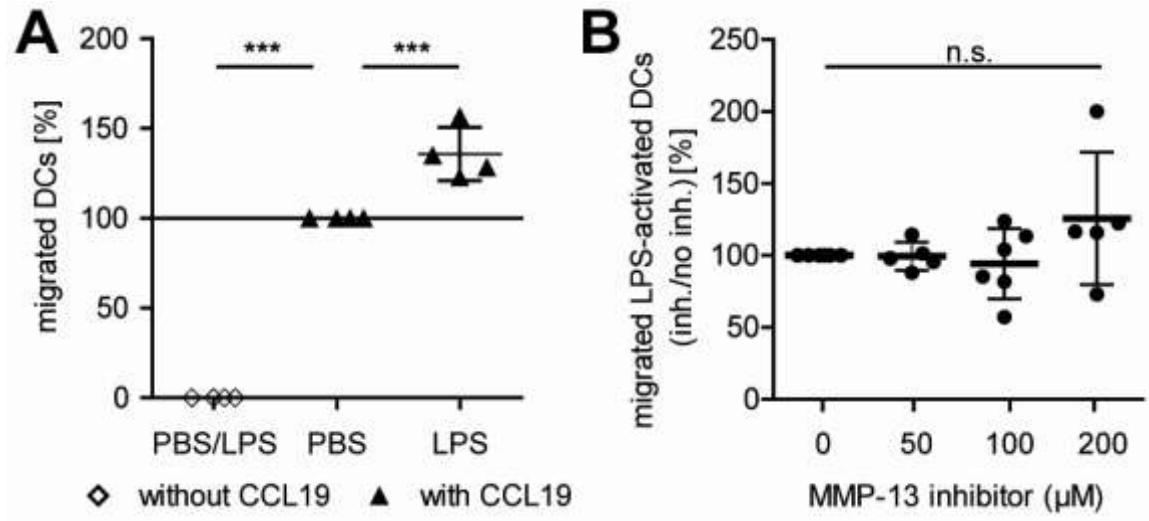 A
migrated DCs [%]
200
150
100
50
0
***
***
PBS/LPS PBS LPS
without CCL19 with CCL19
B
migrated LPS-activated DCs
(inh./no inh.) [%]
250
200
150
100
50
0
n.s.
0 50 100 200
MMP-13 inhibitor (µM)